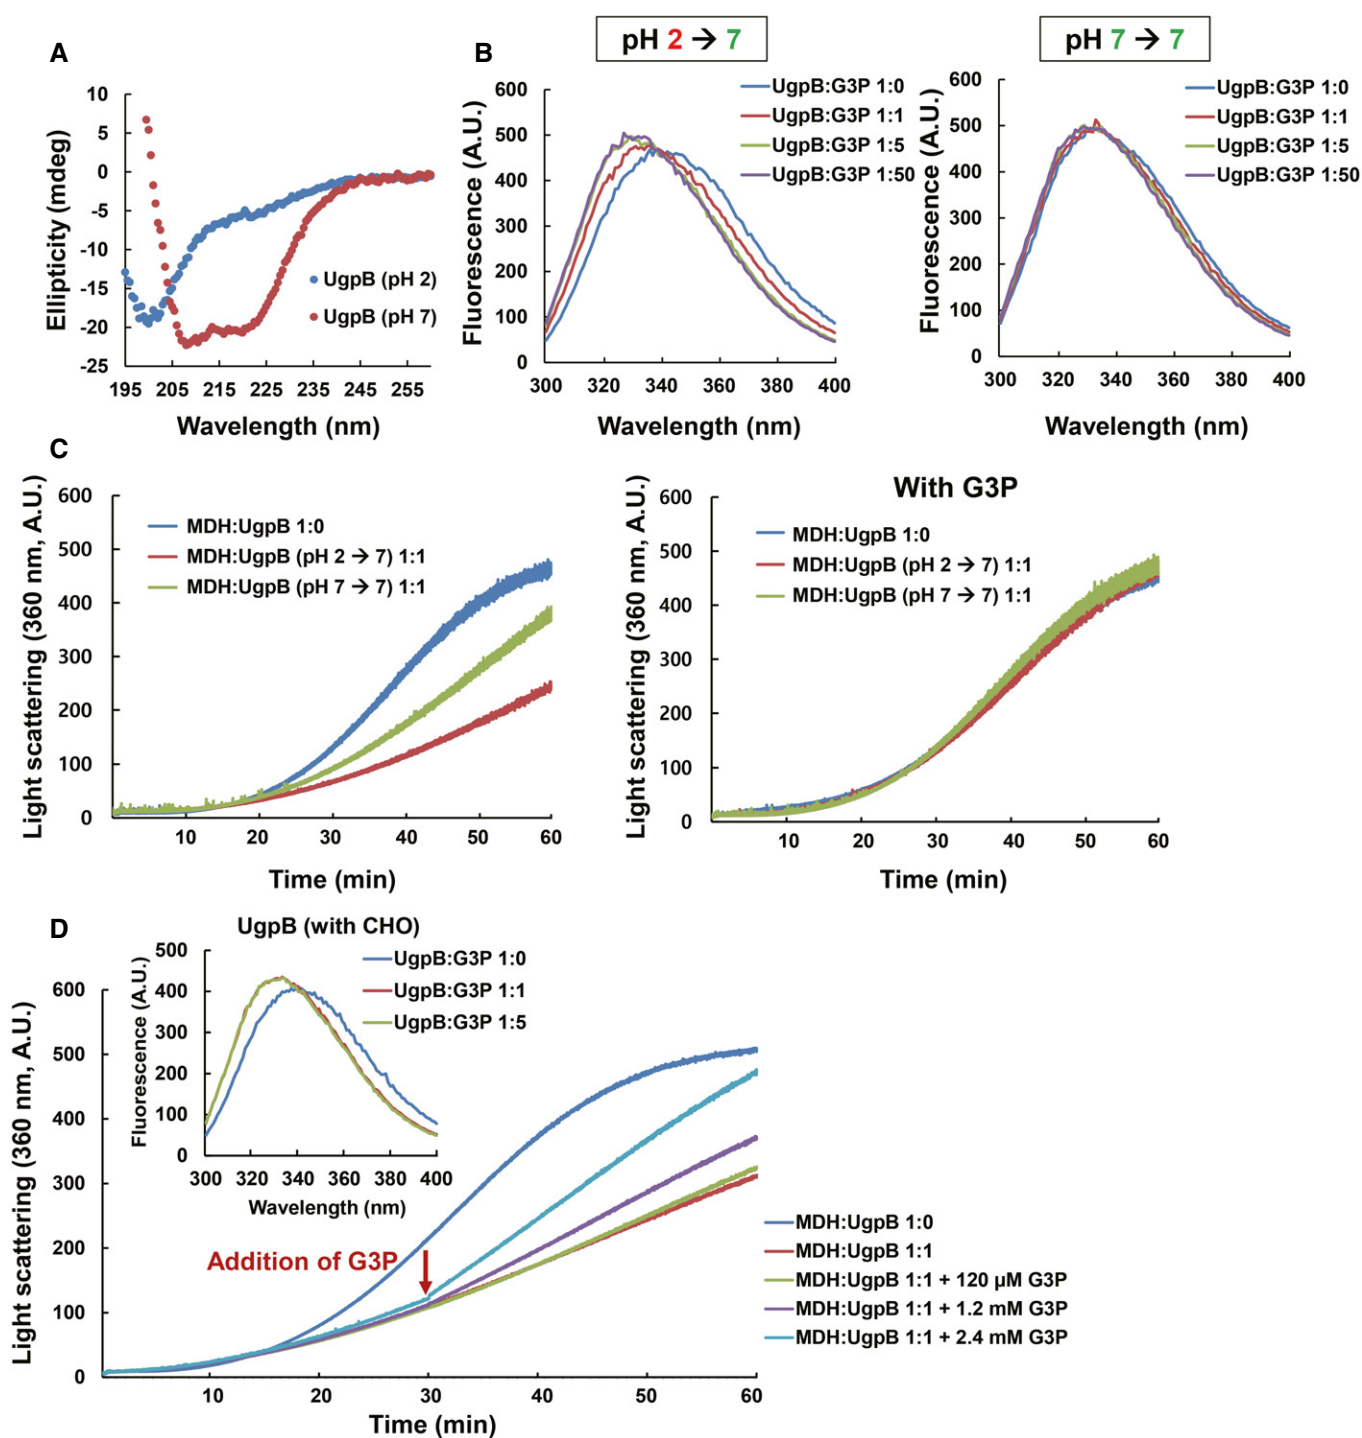 A
10
5
0
-5
-10
-15
-20
-25
Ellipticity (mdeg)
UgpB (pH 2)
UgpB (pH 7)
195 205 215 225 235 245 255
Wavelength (nm)
B
pH 2 → 7
600
500
400
300
200
100
0
Fluorescence (A.U.)
UgpB:G3P 1:0
UgpB:G3P 1:1
UgpB:G3P 1:5
UgpB:G3P 1:50
300 320 340 360 380 400
Wavelength (nm)
pH 7 → 7
600
500
400
300
200
100
0
Fluorescence (A.U.)
UgpB:G3P 1:0
UgpB:G3P 1:1
UgpB:G3P 1:5
UgpB:G3P 1:50
300 320 340 360 380 400
Wavelength (nm)
C
600
500
400
300
200
100
0
Light scattering (360 nm, A.U.)
MDH:UgpB 1:0
MDH:UgpB (pH 2 → 7) 1:1
MDH:UgpB (pH 7 → 7) 1:1
10 20 30 40 50 60
Time (min)
With G3P
600
500
400
300
200
100
0
Light scattering (360 nm, A.U.)
MDH:UgpB 1:0
MDH:UgpB (pH 2 → 7) 1:1
MDH:UgpB (pH 7 → 7) 1:1
10 20 30 40 50 60
Time (min)
D
UgpB (with CHO)
500
400
300
200
100
0
Fluorescence (A.U.)
UgpB:G3P 1:0
UgpB:G3P 1:1
UgpB:G3P 1:5
300 320 340 360 380 400
Wavelength (nm)
600
500
400
300
200
100
0
Light scattering (360 nm, A.U.)
Addition of G3P
MDH:UgpB 1:0
MDH:UgpB 1:1
MDH:UgpB 1:1 + 120 µM G3P
MDH:UgpB 1:1 + 1.2 mM G3P
MDH:UgpB 1:1 + 2.4 mM G3P
10 20 30 40 50 60
Time (min)